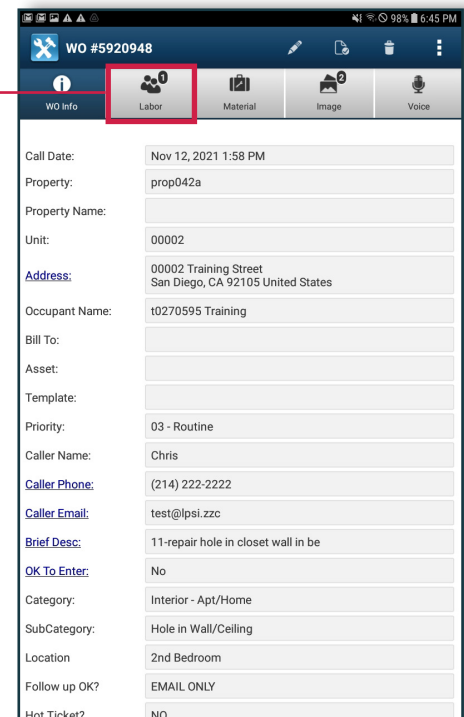 98% 6:45 PM
WO #5920948
1
2
WO Info Labor Material Image Voice
Call Date: Nov 12, 2021 1:58 PM
Property: prop042a
Property Name:
Unit: 00002
Address: 00002 Training Street
San Diego, CA 92105 United States
Occupant Name: t0270595 Training
Bill To:
Asset:
Template:
Priority: 03 - Routine
Caller Name: Chris
Caller Phone: (214) 222-2222
Caller Email: test@lpsi.zzc
Brief Desc: 11-repair hole in closet wall in be
OK To Enter: No
Category: Interior - Apt/Home
SubCategory: Hole in Wall/Ceiling
Location 2nd Bedroom
Follow up OK? EMAIL ONLY
Hot Ticket? NO